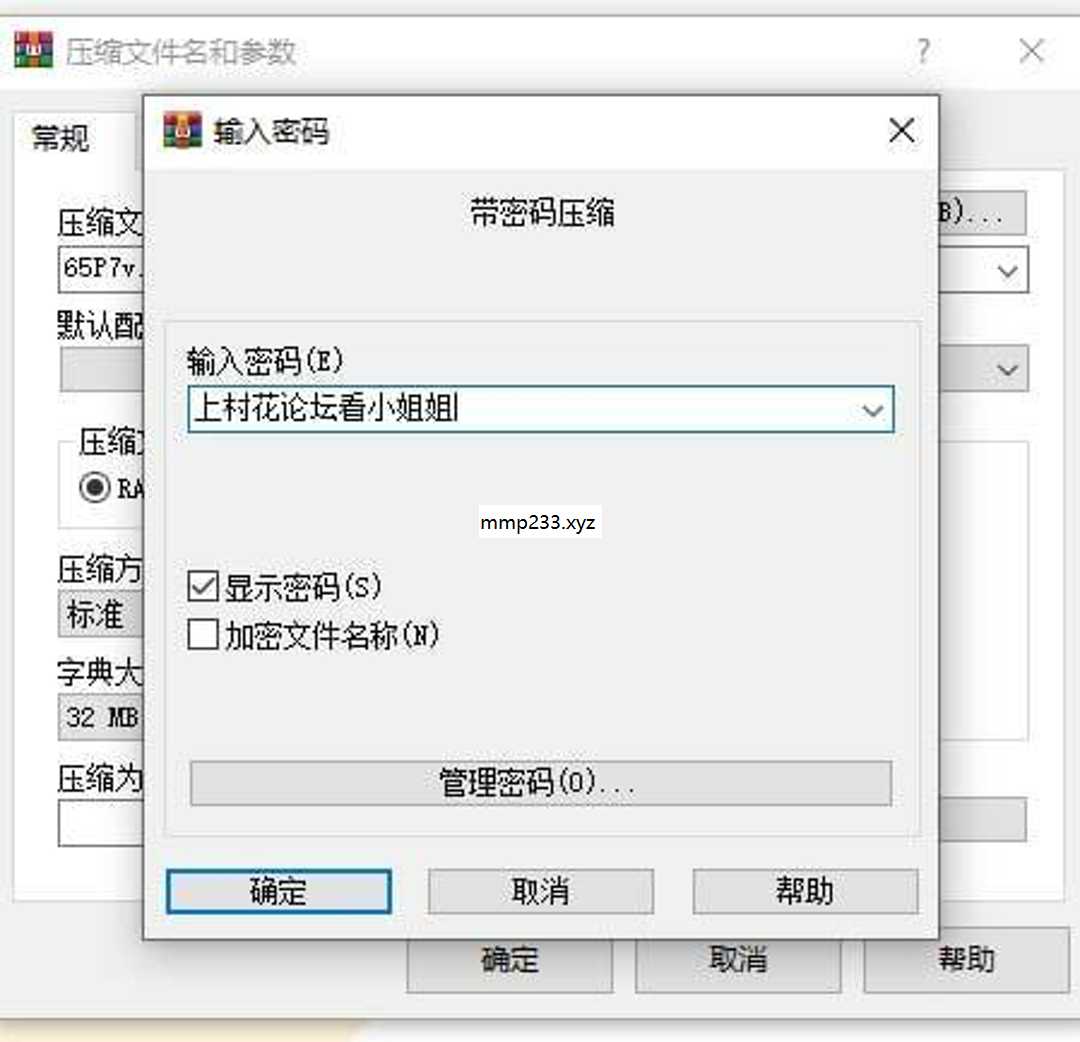 压缩文件名和参数
?
常规
输入密码
带密码压缩
压缩文
B)...
65P7v.
默认配
输入密码(E)
上村花论坛看小姐姐
压缩
RA
mmp233.xyz
压缩方
显示密码(S)
标准
加密文件名称(N)
字典大
32 MB
压缩为
管理密码(O)...
确定
取消
帮助
确定
取消
帮助